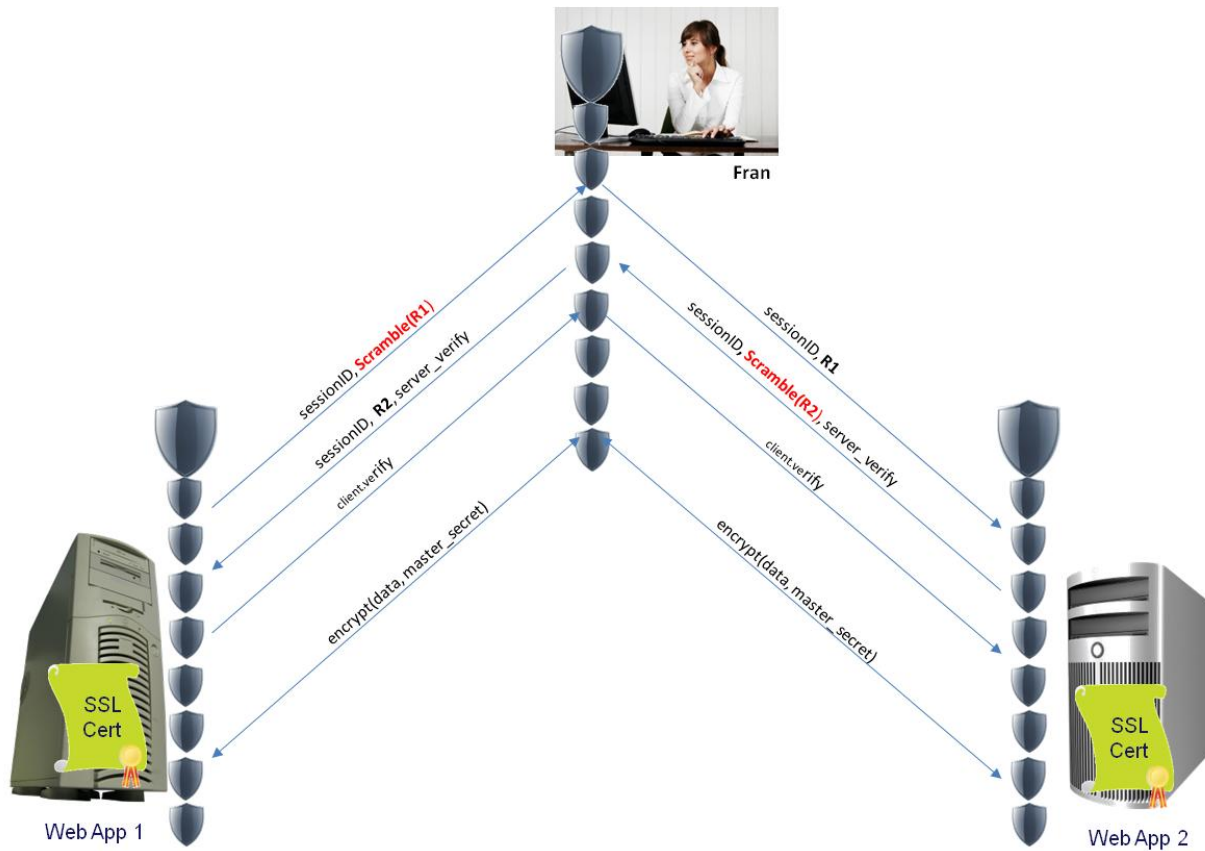 Fran
sessionID, Scramble(R1)
sessionID, R2, server_verify
client.verify
encrypt(data, master_secret)
sessionID, R1
sessionID, Scramble(R2), server_verify
client.verify
encrypt(data, master_secret)
SSL
Cert
Web App 1
SSL
Cert
Web App 2